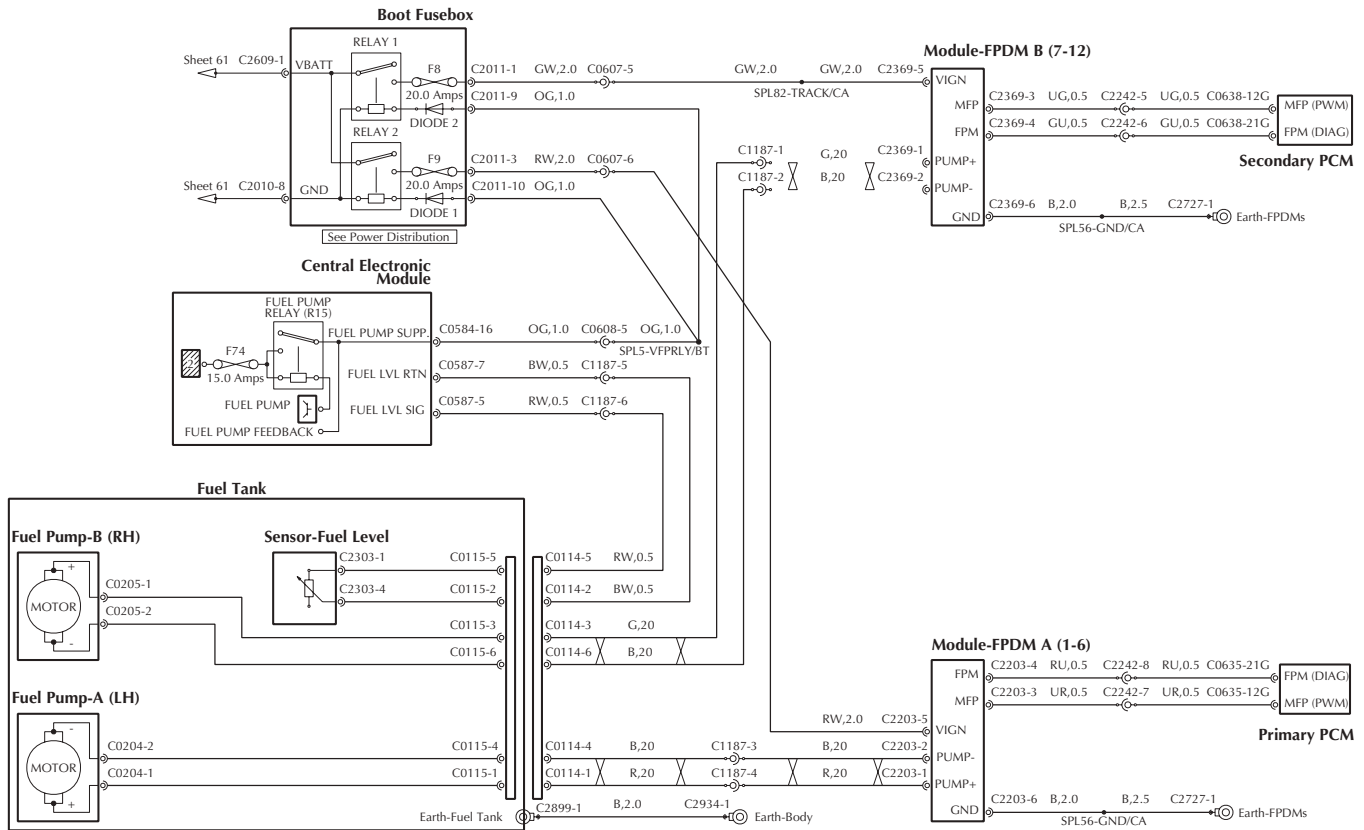 Boot Fusebox
RELAY 1
Sheet 61 C2609-1 VBATT
F8
C2011-1 GW,2.0 C0607-5 GW,2.0 GW,2.0 C2369-5
SPL82-TRACK/CA
20.0 Amps
C2011-9 OG,1.0
DIODE 2
RELAY 2
F9
C2011-3 RW,2.0 C0607-6
20.0 Amps
Sheet 61 C2010-8 GND
C2011-10 OG,1.0
DIODE 1
See Power Distribution
Module-FPDM B (7-12)
VIGN
MFP C2369-3 UG,0.5 C2242-5 UG,0.5 C0638-12G MFP (PWM)
FPM C2369-4 GU,0.5 C2242-6 GU,0.5 C0638-21G FPM (DIAG)
Secondary PCM
C1187-1 G,20 C2369-1 PUMP+
C1187-2 B,20 C2369-2 PUMP-
GND C2369-6 B,2.0 B,2.5 C2727-1 Earth-FPDMs
SPL56-GND/CA
Central Electronic
Module
FUEL PUMP
RELAY (R15)
FUEL PUMP SUPP. C0584-16 OG,1.0 C0608-5 OG,1.0
SPL5-VFPRLY/BT
2
F74
15.0 Amps
FUEL LVL RTN C0587-7 BW,0.5 C1187-5
FUEL PUMP
FUEL LVL SIG C0587-5 RW,0.5 C1187-6
FUEL PUMP FEEDBACK
Fuel Tank
Fuel Pump-B (RH)
+
MOTOR
-
C0205-1
C0205-2
Sensor-Fuel Level
C2303-1 C0115-5 C0114-5 RW,0.5
C2303-4 C0115-2 C0114-2 BW,0.5
C0115-3 C0114-3 G,20
C0115-6 C0114-6 B,20
Fuel Pump-A (LH)
-
MOTOR
+
C0204-2 C0115-4 C0114-4 B,20 C1187-3 B,20 C2203-2 PUMP-
C0204-1 C0115-1 C0114-1 R,20 C1187-4 R,20 C2203-1 PUMP+
Earth-Fuel Tank C2899-1 B,2.0 C2934-1 Earth-Body
Module-FPDM A (1-6)
FPM C2203-4 RU,0.5 C2242-8 RU,0.5 C0635-21G FPM (DIAG)
MFP C2203-3 UR,0.5 C2242-7 UR,0.5 C0635-12G MFP (PWM)
RW,2.0 C2203-5 VIGN
Primary PCM
GND C2203-6 B,2.0 B,2.5 C2727-1 Earth-FPDMs
SPL56-GND/CA